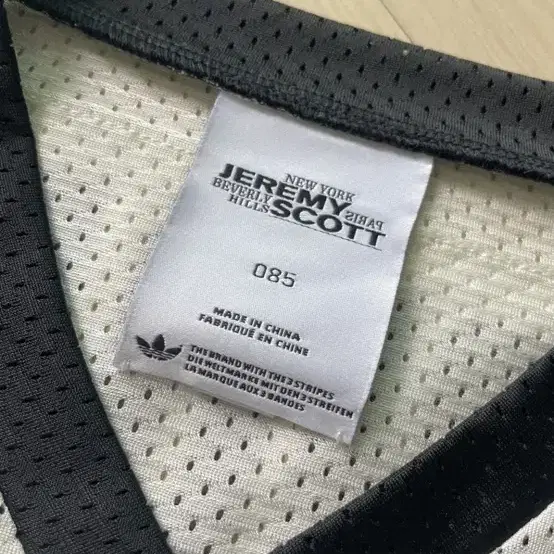 NEW YORK
JEREMY
BEVERLY
HILLS SCOTT PARIS
085
MADE IN CHINA
FABRIQUÉ EN CHINE
THE BRAND WITH THE 3 STRIPES
DIE WELTMARKE MIT DEN 3 STREIFEN
LA MARQUE AUX 3 BANDES